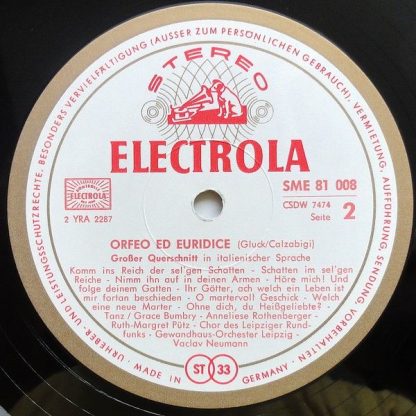 STEREO
URHEBER- UND LEISTUNGSSCHUTZRECHTE, BESONDERS VERVIELFÄLTIGUNG (AUSSER ZUM PERSÖNLICHEN GEBRAUCH), VERMIETUNG, AUFFÜHRUNG, SENDUNG, VORBEHALTEN · MADE IN GERMANY ·
ELECTROLA
ELECTROLA
2 YRA 2287
SME 81 008
CSDW 7474
Seite 2
ORFEO ED EURIDICE (Gluck/Calzabigi)
Großer Querschnitt in italienischer Sprache
Komm ins Reich der sel'gen Schatten - Schatten im sel'gen
Reiche - Nimm ihn auf in deinen Armen - Höre mich! Und
folge deinem Gatten - Ihr Götter, ach welch ein Leben ist
mir fortan beschieden - O martervoll Geschick - Welch
eine neue Marter - Ohne dich, du Heißgeliebte? -
Tanz / Grace Bumbry - Anneliese Rothenberger -
Ruth-Margret Pütz - Chor des Leipziger Rund-
funks - Gewandhaus-Orchester Leipzig -
Vaclav Neumann
ST 33